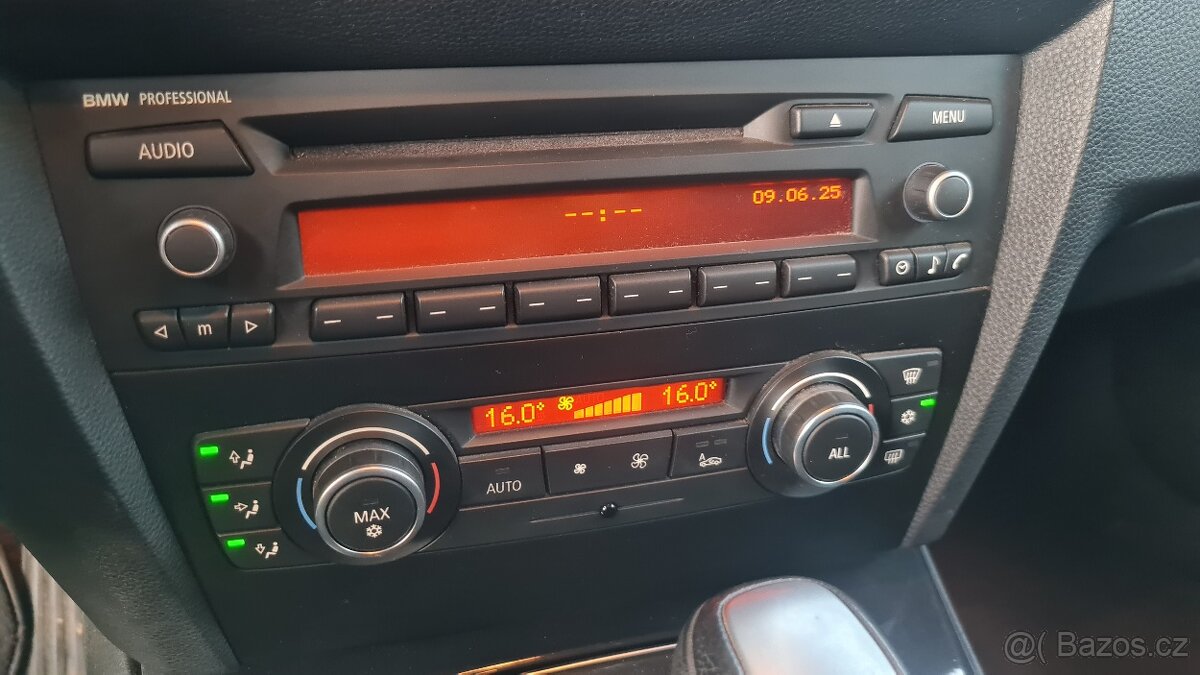 BMW PROFESSIONAL
MENU
AUDIO
09.06.25
--:--
m
16.0°
16.0°
A
AUTO
ALL
MAX
@( Bazos.cz